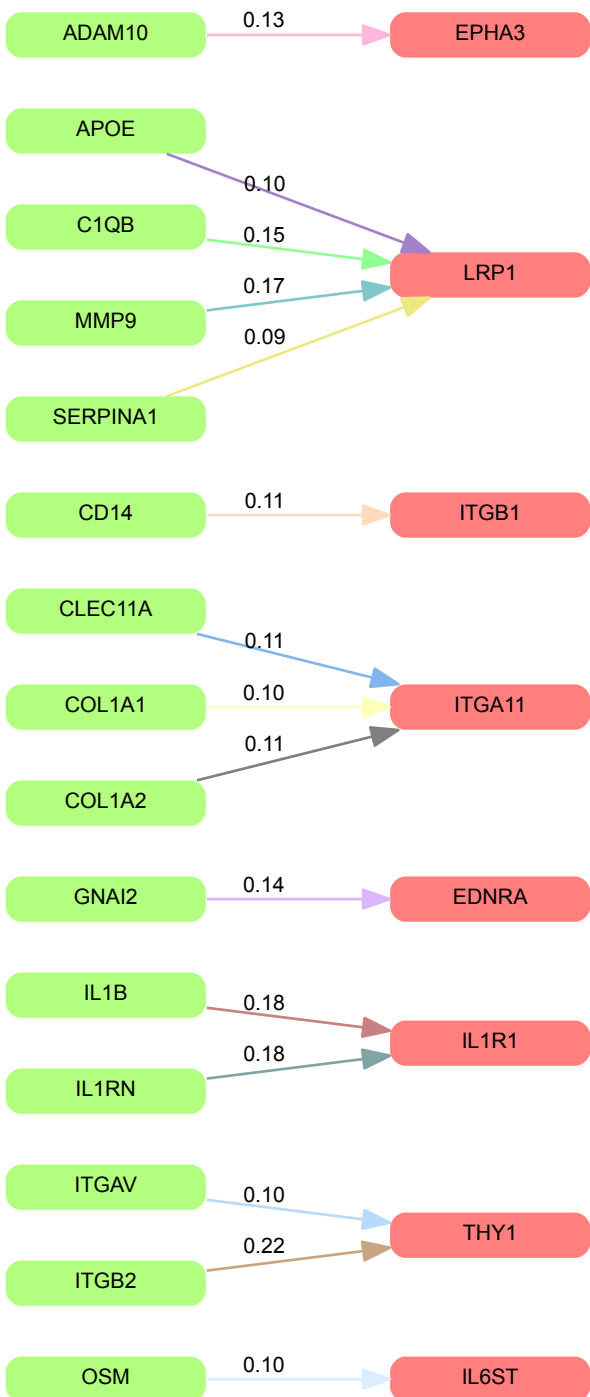 ADAM10 0.13 EPHA3
APOE
0.10
C1QB 0.15
LRP1
MMP9 0.17
0.09
SERPINA1
CD14 0.11 ITGB1
CLEC11A
0.11
COL1A1 0.10 ITGA11
0.11
COL1A2
GNAI2 0.14 EDNRA
IL1B 0.18
IL1R1
IL1RN 0.18
ITGAV 0.10
THY1
ITGB2 0.22
OSM 0.10 IL6ST